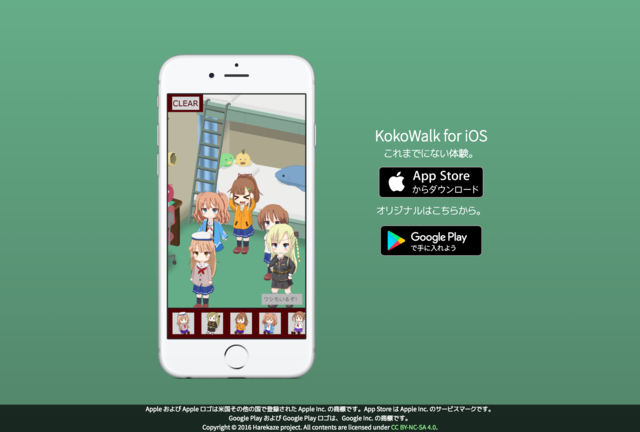 CLEAR
ワシもいるぞ!
KokoWalk for iOS
これまでにない体験。
App Store
からダウンロード
オリジナルはこちらから。
Google Play
で手に入れよう
Apple および Apple ロゴは米国その他の国で登録された Apple Inc. の商標です。App Store は Apple Inc. のサービスマークです。
Google Play および Google Play ロゴは、Google Inc. の商標です。
Copyright © 2016 Harekaze project. All contents are licensed under CC BY-NC-SA 4.0.